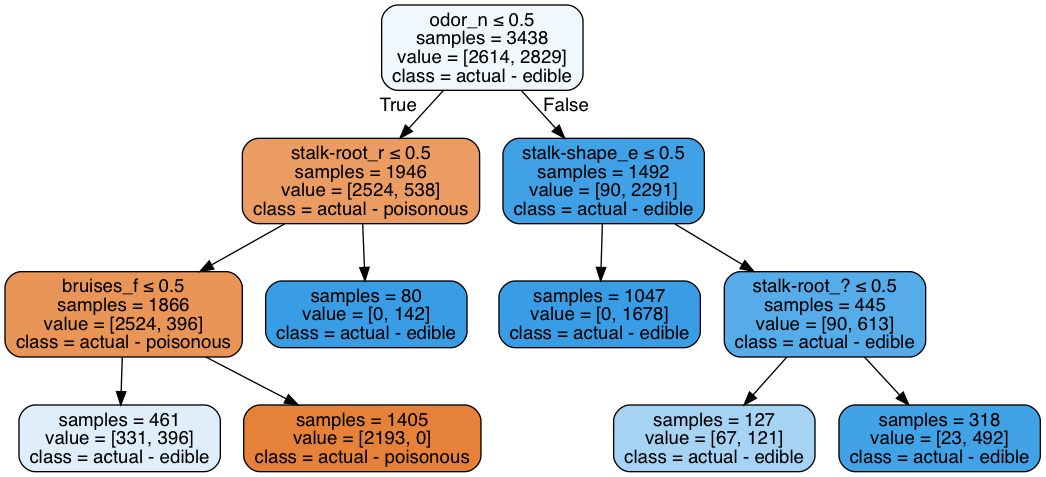 odor_n ≤ 0.5
samples = 3438
value = [2614, 2829]
class = actual - edible
True
False
stalk-root_r ≤ 0.5
samples = 1946
value = [2524, 538]
class = actual - poisonous
stalk-shape_e ≤ 0.5
samples = 1492
value = [90, 2291]
class = actual - edible
bruises_f ≤ 0.5
samples = 1866
value = [2524, 396]
class = actual - poisonous
samples = 80
value = [0, 142]
class = actual - edible
samples = 1047
value = [0, 1678]
class = actual - edible
stalk-root_? ≤ 0.5
samples = 445
value = [90, 613]
class = actual - edible
samples = 461
value = [331, 396]
class = actual - edible
samples = 1405
value = [2193, 0]
class = actual - poisonous
samples = 127
value = [67, 121]
class = actual - edible
samples = 318
value = [23, 492]
class = actual - edible